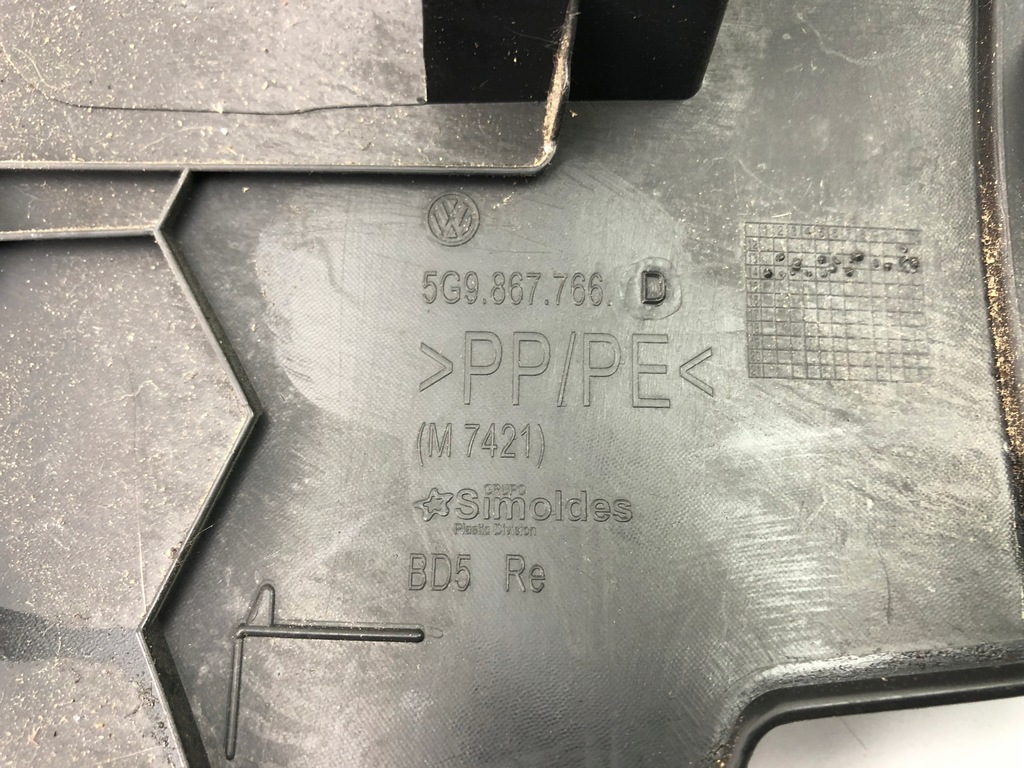 5G9.867.766. D
>PP/PE<
(M 7421)
GRUPO
Simoldes
Plastic Division
BD5 Re